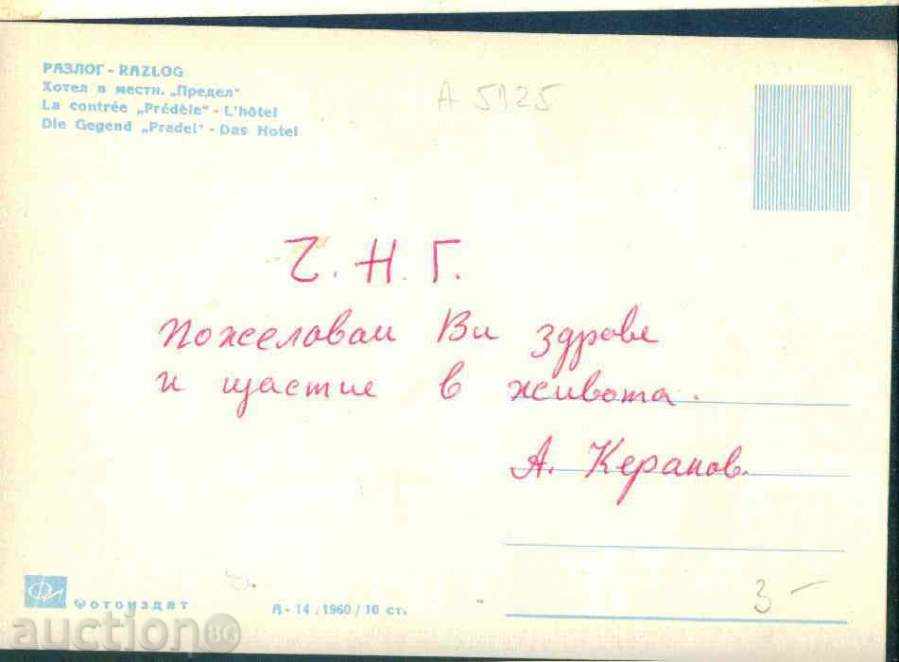 РАЗЛОГ - RAZLOG
Хотел в местн. „Предел"
La contrée „Prédèle" - L'hôtel
Die Gegend „Pradel" - Das Hotel
A 5125
Ч. Н. Г.
Пожелавам Ви здраве
и щастие в живота.
А. Керанов.
Фотоиздат
А - 14 / 1960 / 10 ст.
3 -
auction BG